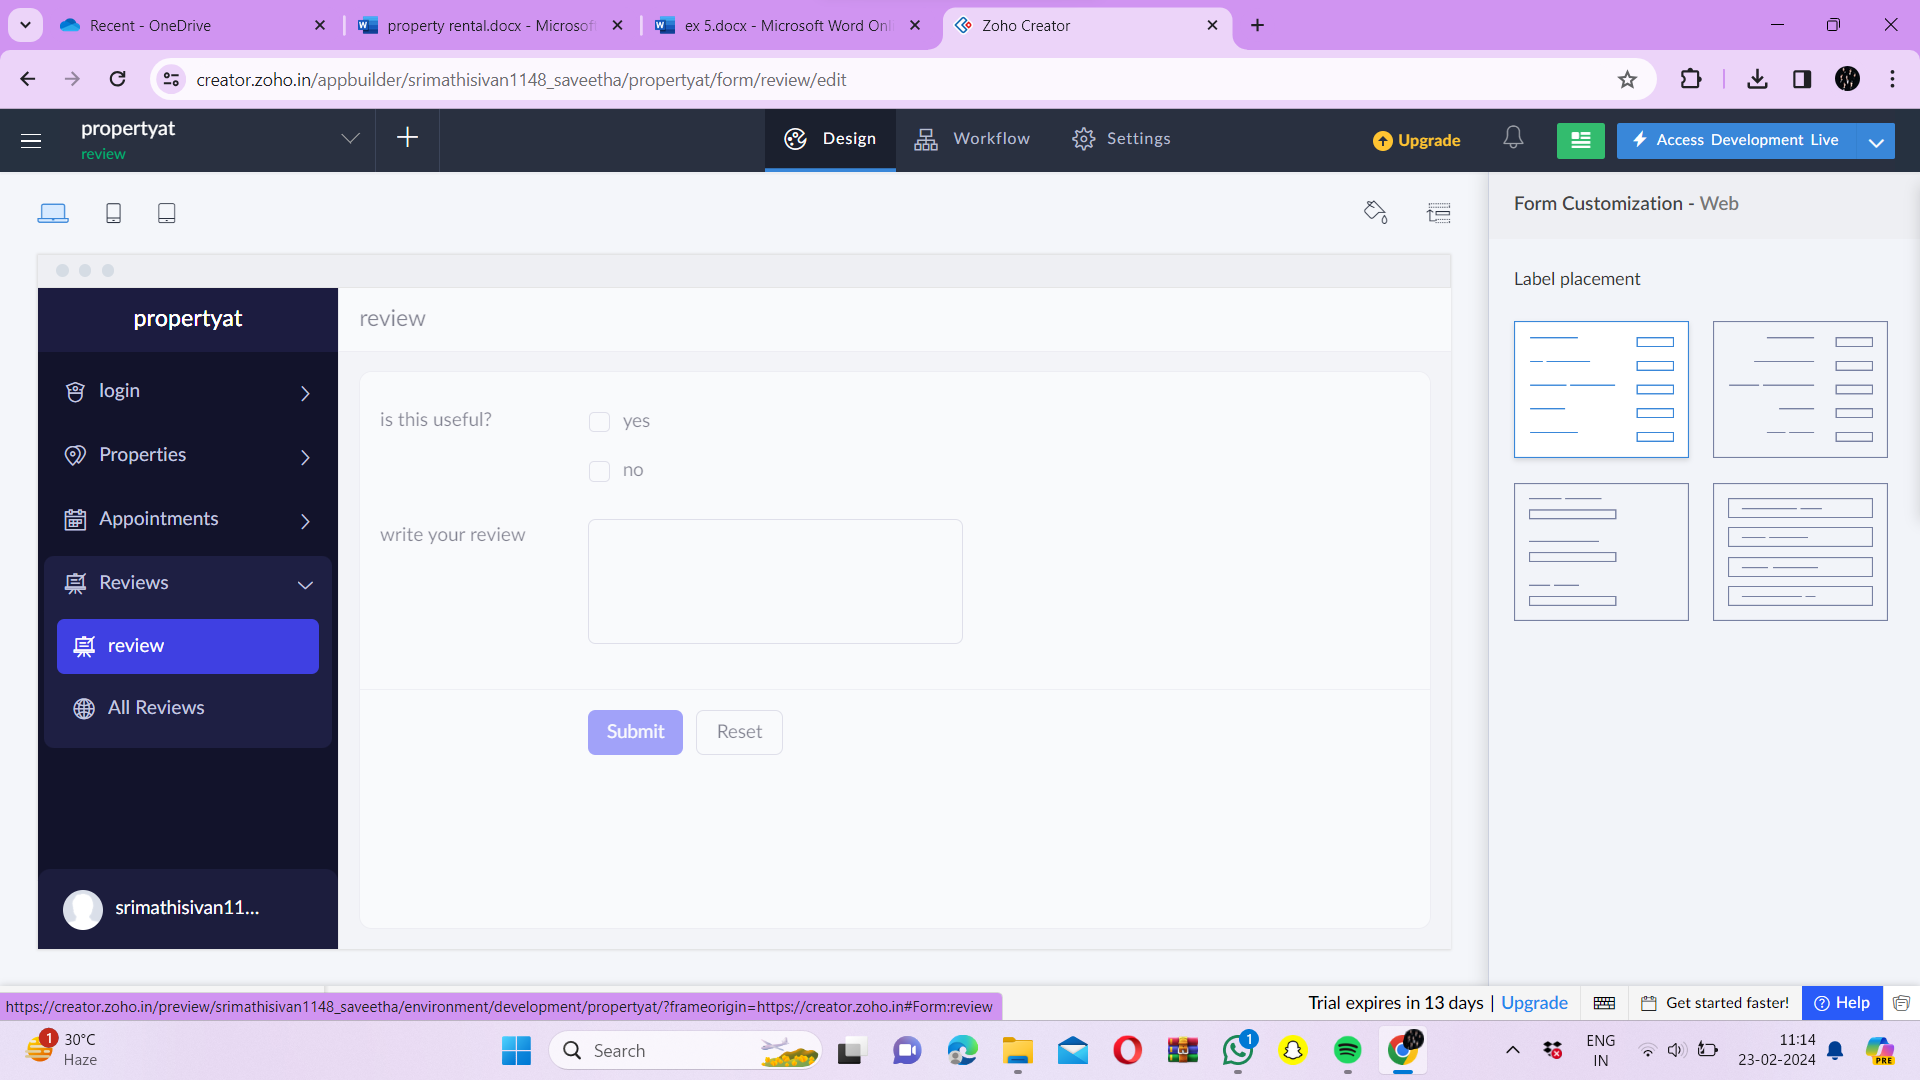 Recent - OneDrive
property rental.docx - Microsoft
ex 5.docx - Microsoft Word Onl
Zoho Creator
creator.zoho.in/appbuilder/srimathisivan1148_saveetha/propertyat/form/review/edit
propertyat
review
Design
Workflow
Settings
Upgrade
Access Development Live
Form Customization - Web
Label placement
propertyat
review
login
Properties
Appointments
Reviews
review
All Reviews
srimathisivan11...
is this useful?
yes
no
write your review
Submit
Reset
https://creator.zoho.in/preview/srimathisivan1148_saveetha/environment/development/propertyat/?frameorigin=https://creator.zoho.in#Form:review
Trial expires in 13 days | Upgrade
Get started faster!
Help
1
30°C
Haze
Search
1
PRE
ENG
IN
11:14
23-02-2024